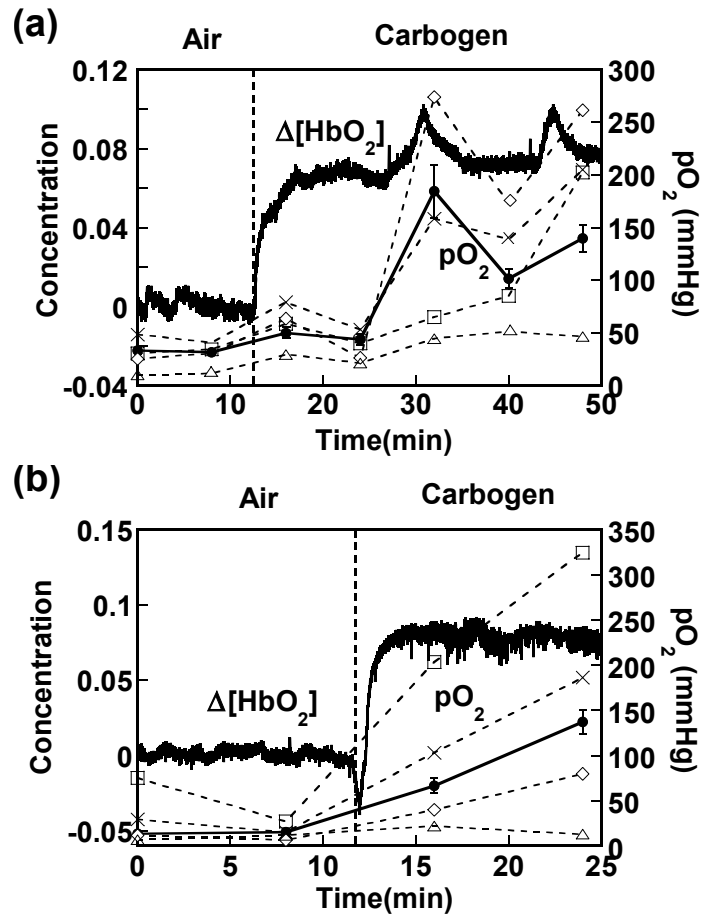 (a)
Air Carbogen
0.12
0.08
0.04
0
-0.04
Concentration
Δ[HbO₂]
pO₂
300
250
200
150
100
50
0
pO₂ (mmHg)
0 10 20 30 40 50
Time(min)
(b)
Air Carbogen
0.15
0.1
0.05
0
-0.05
Concentration
Δ[HbO₂]
pO₂
350
300
250
200
150
100
50
0
pO₂ (mmHg)
0 5 10 15 20 25
Time(min)